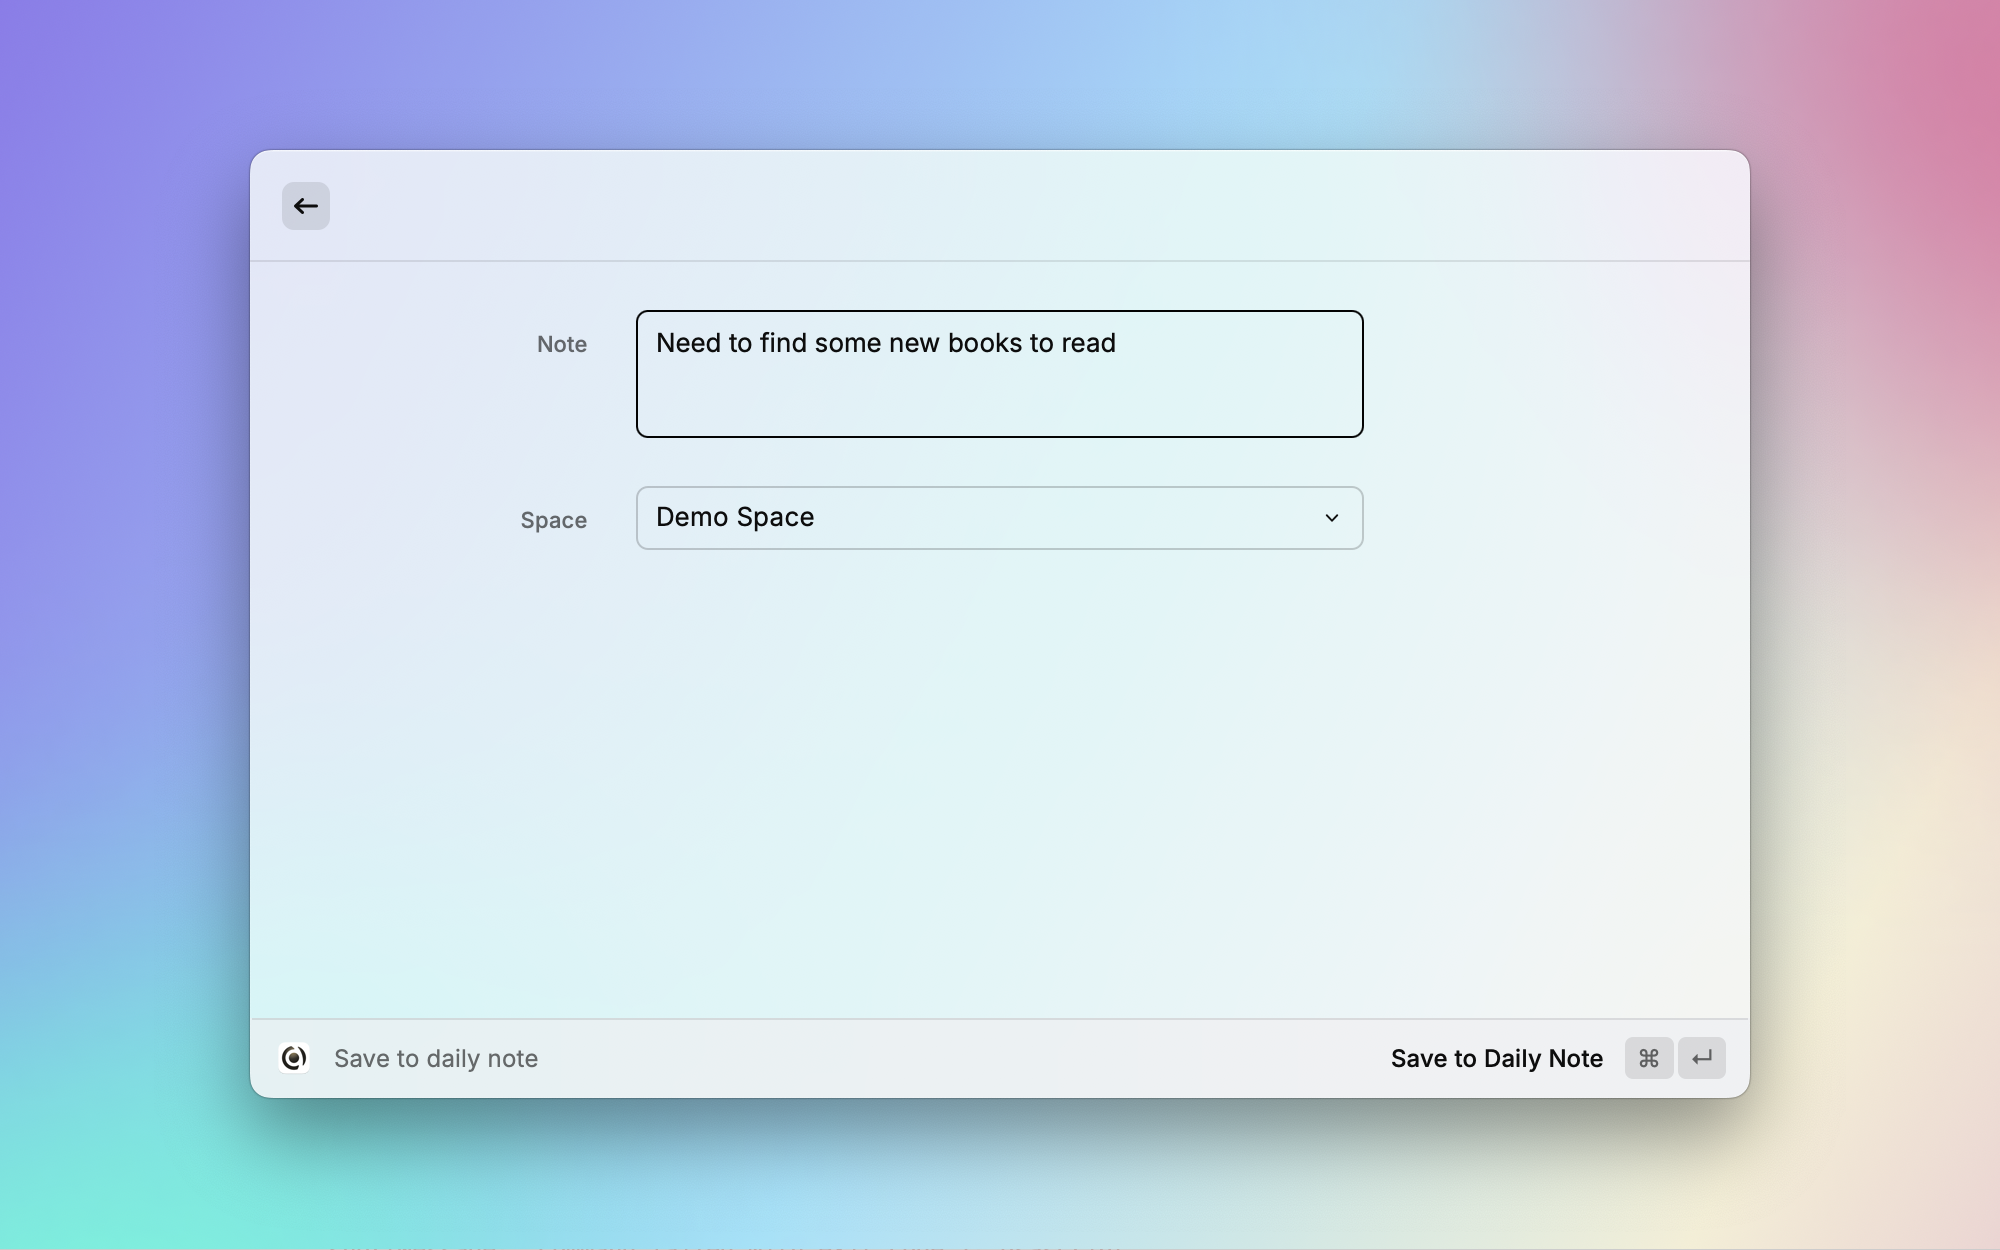 Note
Need to find some new books to read
Space
Demo Space
Save to daily note
Save to Daily Note ⌘ ↵